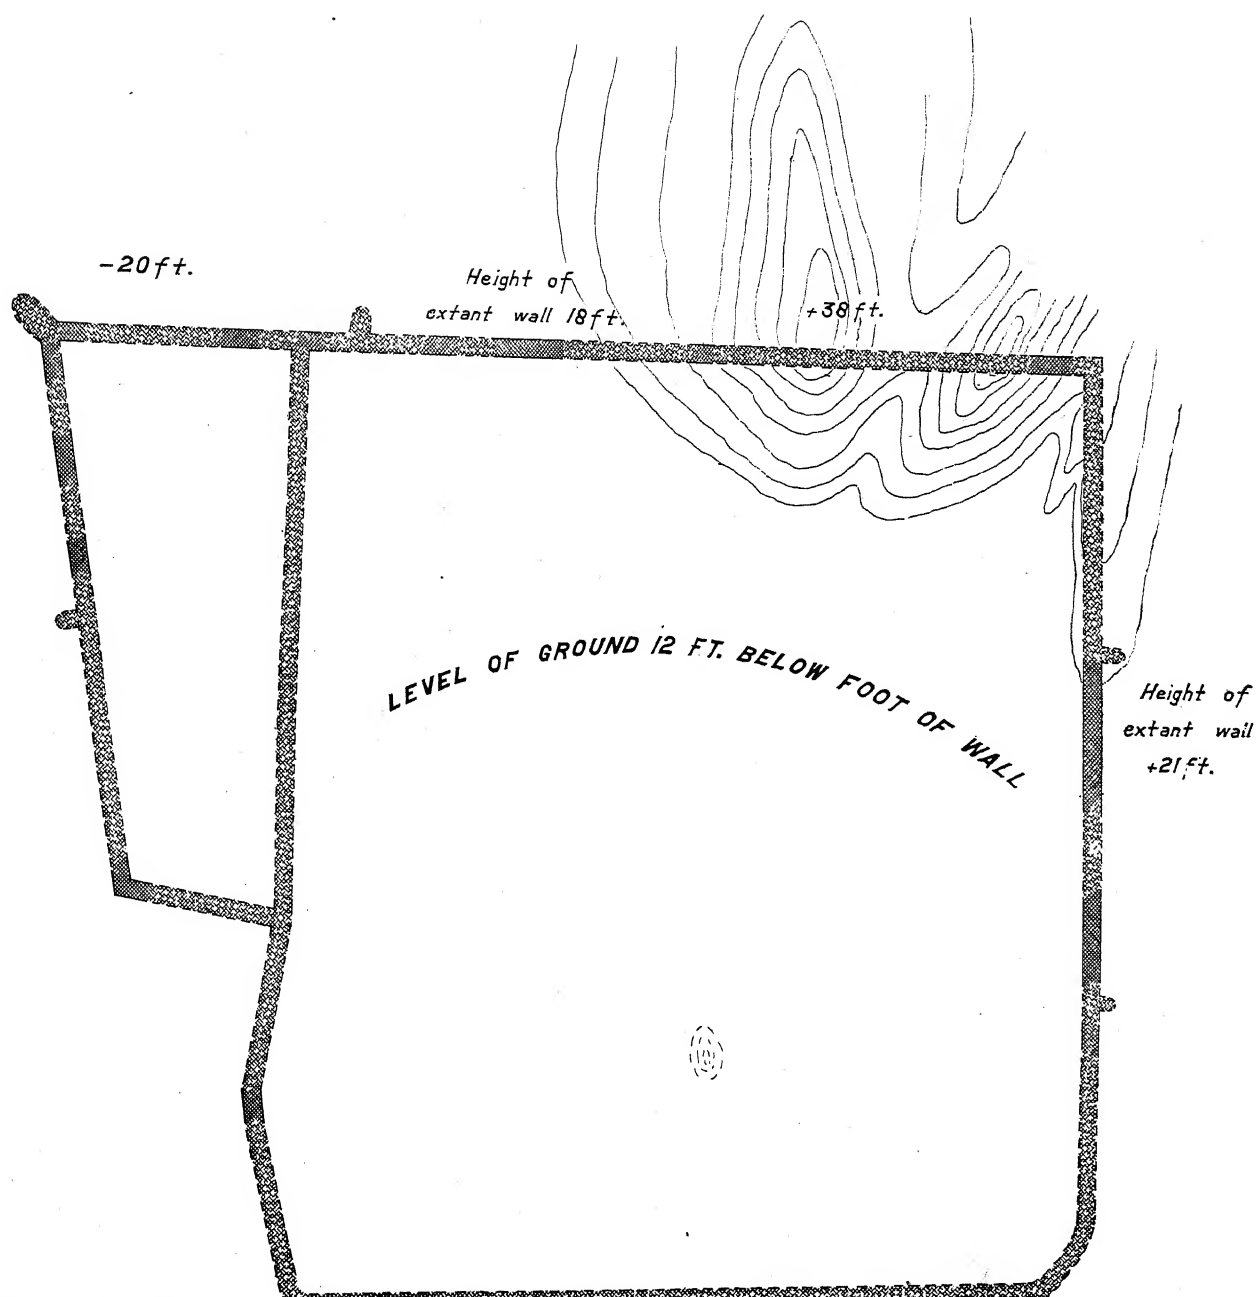 -20ft.
Height of
extant wall 18ft.
+38ft.
LEVEL OF GROUND 12 FT. BELOW FOOT OF WALL
Height of
extant wall
+21ft.